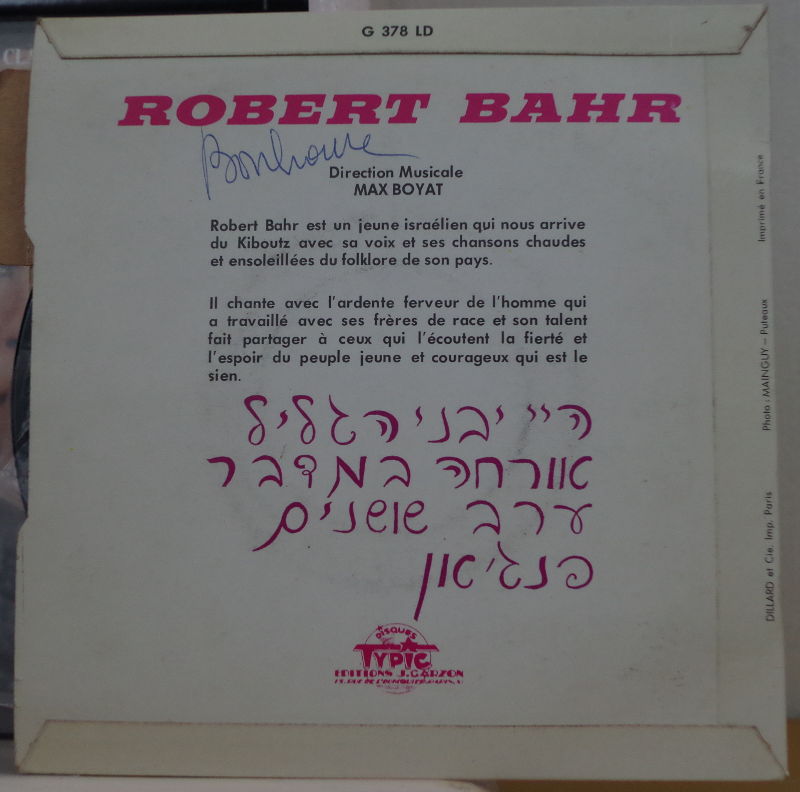 G 378 LD
ROBERT BAHR
Bonhoure
Direction Musicale
MAX BOYAT
Robert Bahr est un jeune israélien qui nous arrive
du Kiboutz avec sa voix et ses chansons chaudes
et ensoleillées du folklore de son pays.
Il chante avec l'ardente ferveur de l'homme qui
a travaillé avec ses frères de race et son talent
fait partager à ceux qui l'écoutent la fierté et
l'espoir du peuple jeune et courageux qui est le
sien.
היי יבני הגליל
אורחה במדבר
ערב שושנים
פנג'און
DISQUES
TYPIC
EDITIONS J. GARZON
Imprimé en France
Photo : MAINGUY - Puteaux
DILLARD et Cie. Imp. Paris